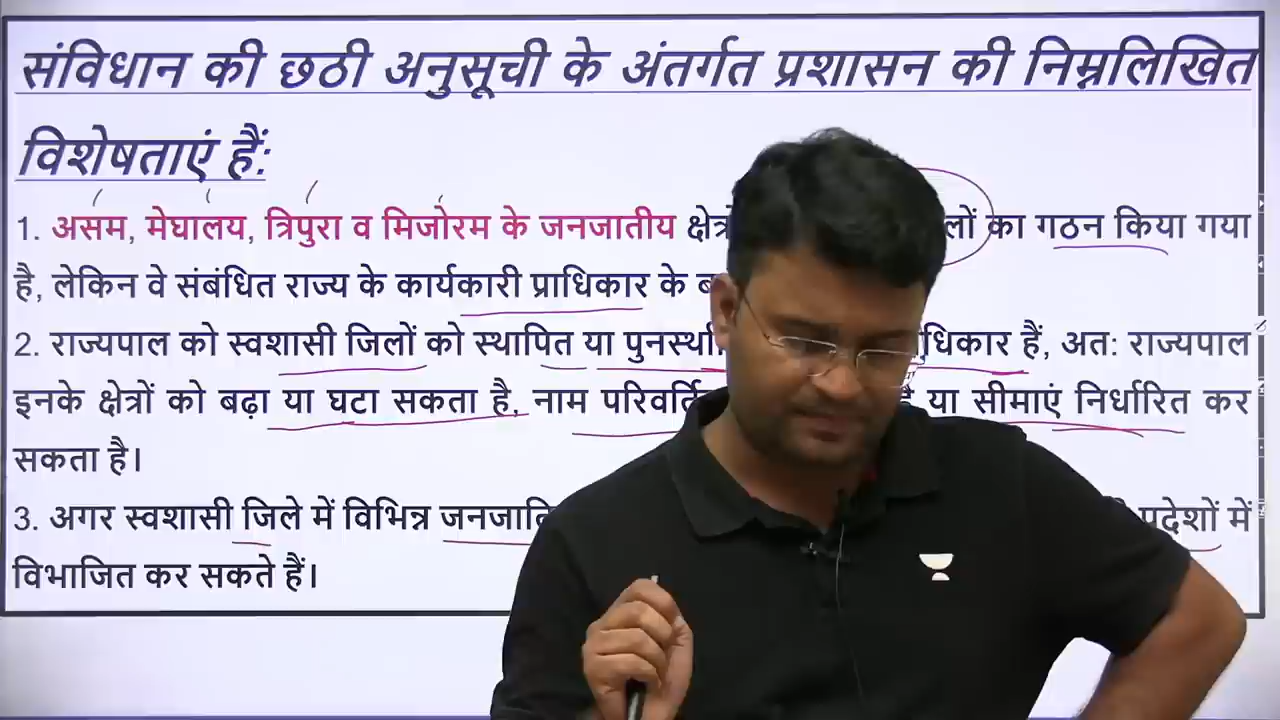 संविधान की छठी अनुसूची के अंतर्गत प्रशासन की निम्नलिखित
विशेषताएं हैं:
1. असम, मेघालय, त्रिपुरा व मिजोरम के जनजातीय का गठन किया गया
है, लेकिन वे संबंधित राज्य के कार्यकारी प्राधिकार के
2. राज्यपाल को स्वशासी जिलों को स्थापित या हैं, अत: राज्यपाल
इनके क्षेत्रों को बढ़ा या घटा सकता है, नाम या सीमाएं निर्धारित कर
सकता है।
3. अगर स्वशासी जिले में विभिन्न में
विभाजित कर सकते हैं।